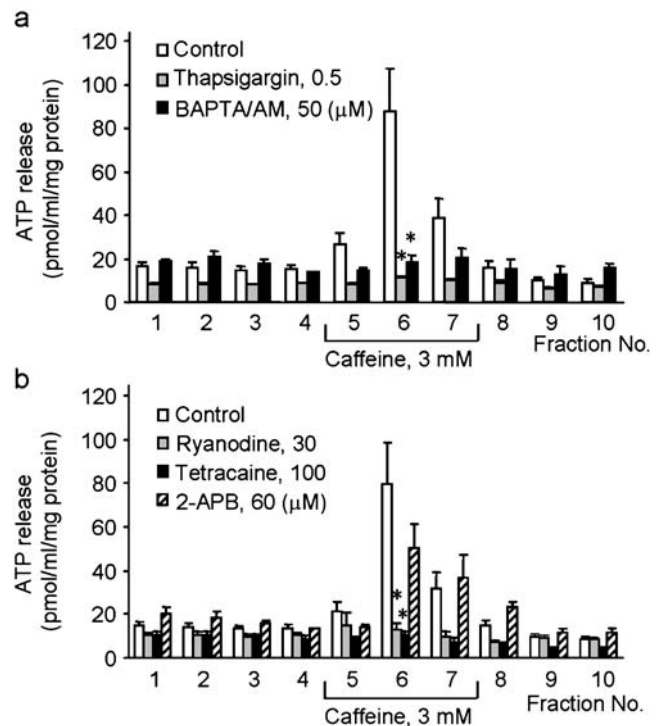 a
120
100
80
60
40
20
0
ATP release
(pmol/ml/mg protein)
Control
Thapsigargin, 0.5
BAPTA/AM, 50 (μM)
*
*
1 2 3 4 5 6 7 8 9 10
Caffeine, 3 mM
Fraction No.
b
120
100
80
60
40
20
0
ATP release
(pmol/ml/mg protein)
Control
Ryanodine, 30
Tetracaine, 100
2-APB, 60 (μM)
*
*
1 2 3 4 5 6 7 8 9 10
Caffeine, 3 mM
Fraction No.